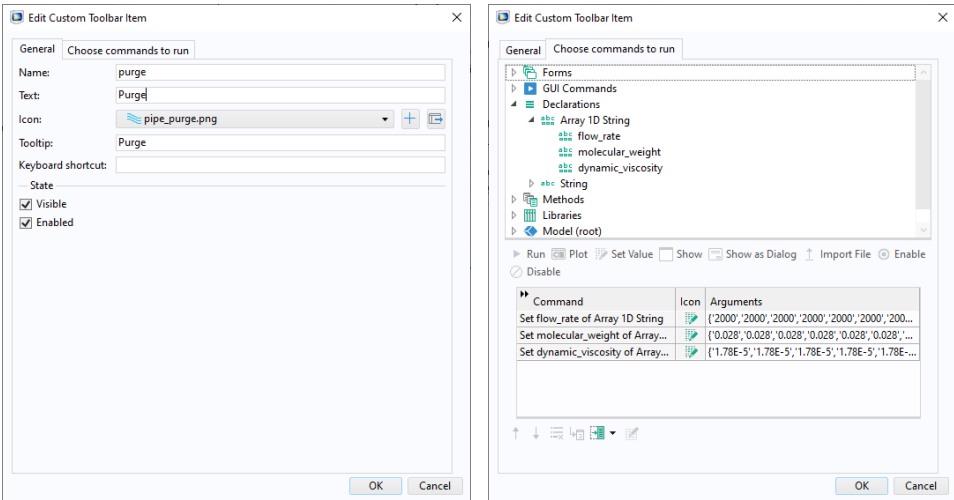 Edit Custom Toolbar Item
General Choose commands to run
Name: purge
Text: Purge
Icon: pipe_purge.png
Tooltip: Purge
Keyboard shortcut:
State
Visible
Enabled
OK Cancel
Edit Custom Toolbar Item
General Choose commands to run
Forms
GUI Commands
Declarations
abc Array 1D String
abc flow_rate
abc molecular_weight
abc dynamic_viscosity
abc String
Methods
Libraries
Model (root)
Run Plot Set Value Show Show as Dialog Import File Enable
Disable
Command Icon Arguments
Set flow_rate of Array 1D String {'2000','2000','2000','2000','2000','2000','200...
Set molecular_weight of Array... {'0.028','0.028','0.028','0.028','0.028','0.028','...
Set dynamic_viscosity of Array... {'1.78E-5','1.78E-5','1.78E-5','1.78E-5','1.78E-...
OK Cancel